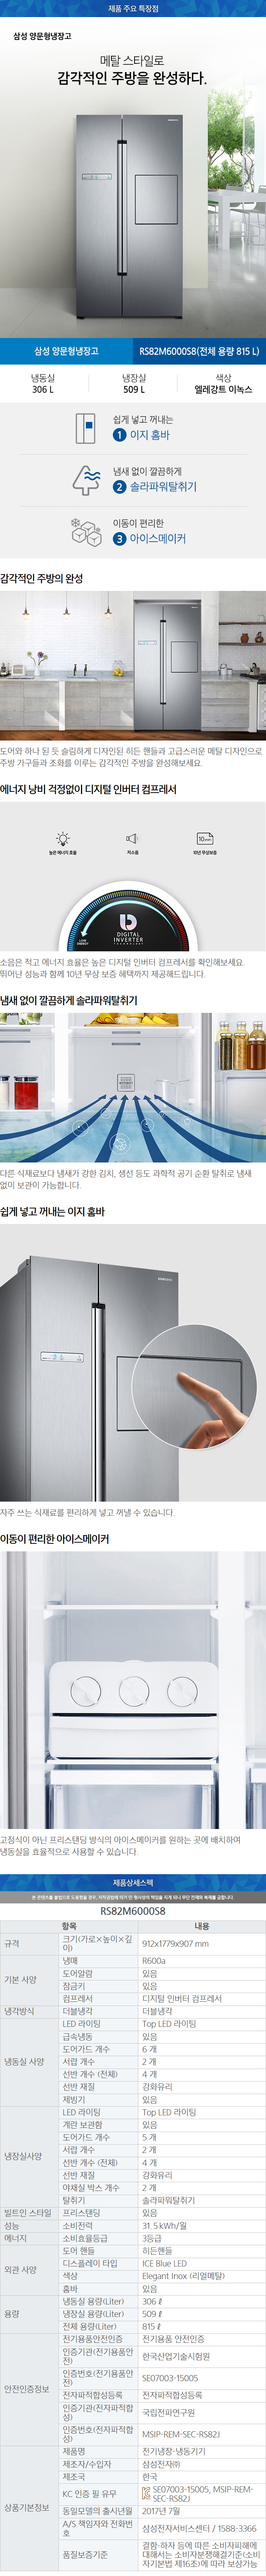 제품 주요 특장점
삼성 양문형냉장고
메탈 스타일로
감각적인 주방을 완성하다.
삼성 양문형냉장고
RS82M6000S8(전체 용량 815 L)
냉동실
306 L
냉장실
509 L
색상
엘레강트 이녹스
쉽게 넣고 꺼내는
1 이지 홈바
냄새 없이 깔끔하게
2 솔라파워탈취기
이동이 편리한
3 아이스메이커
감각적인 주방의 완성
도어와 하나 된 듯 슬림하게 디자인된 히든 핸들과 고급스러운 메탈 디자인으로
주방 가구들과 조화를 이루는 감각적인 주방을 완성해보세요.
에너지 낭비 걱정없이 디지털 인버터 컴프레서
높은 에너지 효율
저소음
10년 무상보증
LOW ENERGY
DIGITAL
INVERTER
TECHNOLOGY
소음은 적고 에너지 효율은 높은 디지털 인버터 컴프레서를 확인해보세요.
뛰어난 성능과 함께 10년 무상 보증 혜택까지 제공해드립니다.
냄새 없이 깔끔하게 솔라파워탈취기
다른 식재료보다 냄새가 강한 김치, 생선 등도 과학적 공기 순환 탈취로 냄새
없이 보관이 가능합니다.
쉽게 넣고 꺼내는 이지 홈바
SAMSUNG
자주 쓰는 식재료를 편리하게 넣고 꺼낼 수 있습니다.
이동이 편리한 아이스메이커
고정식이 아닌 프리스탠딩 방식의 아이스메이커를 원하는 곳에 배치하여
냉동실을 효율적으로 사용할 수 있습니다.
제품상세스펙
본 컨텐츠를 불법으로 도용했을 경우, 저작권법에 의거 민·형사상의 책임을 지게 되니 무단 전재와 복제를 금합니다.
RS82M6000S8
항목 내용
규격 크기(가로×높이×깊이) 912x1779x907 mm
기본 사양 냉매 R600a
도어알람 있음
잠금키 있음
컴프레서 디지털 인버터 컴프레서
냉각방식 더블냉각 더블냉각
냉동실 사양 LED 라이팅 Top LED 라이팅
급속냉동 있음
도어가드 개수 6 개
서랍 개수 2 개
선반 개수 (전체) 4 개
선반 재질 강화유리
제빙기 있음
냉장실사양 LED 라이팅 Top LED 라이팅
계란 보관함 있음
도어가드 개수 5 개
서랍 개수 2 개
선반 개수 (전체) 4 개
선반 재질 강화유리
야채실 박스 개수 2 개
탈취기 솔라파워탈취기
빌트인 스타일 프리스탠딩 있음
성능 소비전력 31.5 kWh/월
에너지 소비효율등급 3등급
외관 사양 도어 핸들 히든핸들
디스플레이 타입 ICE Blue LED
색상 Elegant Inox (리얼메탈)
홈바 있음
용량 냉동실 용량(Liter) 306 ℓ
냉장실 용량(Liter) 509 ℓ
전체 용량(Liter) 815 ℓ
안전인증정보 전기용품안전인증 전기용품 안전인증
인증기관(전기용품안전) 한국산업기술시험원
인증번호(전기용품안전) SE07003-15005
전자파적합성등록 전자파적합성등록
인증기관(전자파적합성) 국립전파연구원
인증번호(전자파적합성) MSIP-REM-SEC-RS82J
상품기본정보 제품명 전기냉장·냉동기기
제조자/수입자 삼성전자㈜
제조국 한국
KC 인증 필 유무 SE07003-15005, MSIP-REM-SEC-RS82J
동일모델의 출시년월 2017년 7월
A/S 책임자와 전화번호 삼성전자서비스센터 / 1588-3366
품질보증기준 결함·하자 등에 따른 소비자피해에
대해서는 소비자분쟁해결기준(소비
자기본법 제16조)에 따라 보상가능